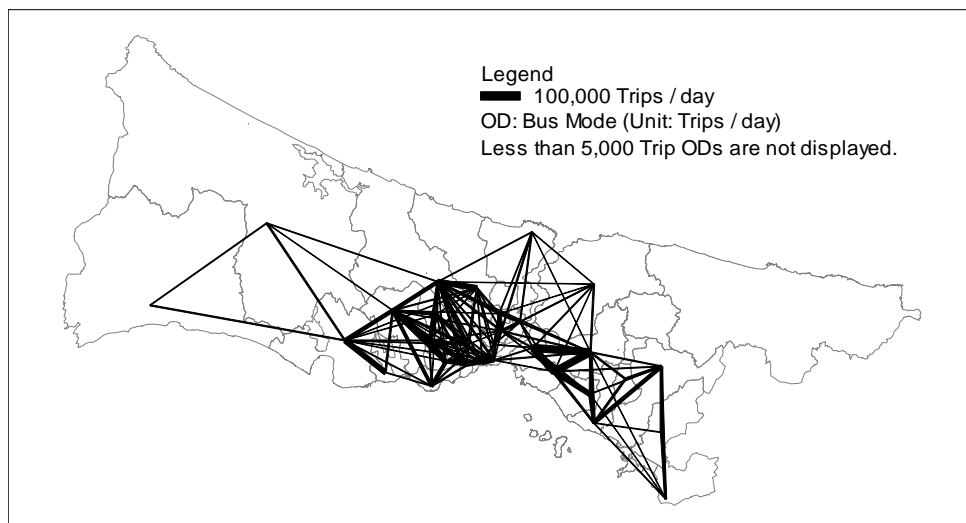 Legend
100,000 Trips / day
OD: Bus Mode (Unit: Trips / day)
Less than 5,000 Trip ODs are not displayed.